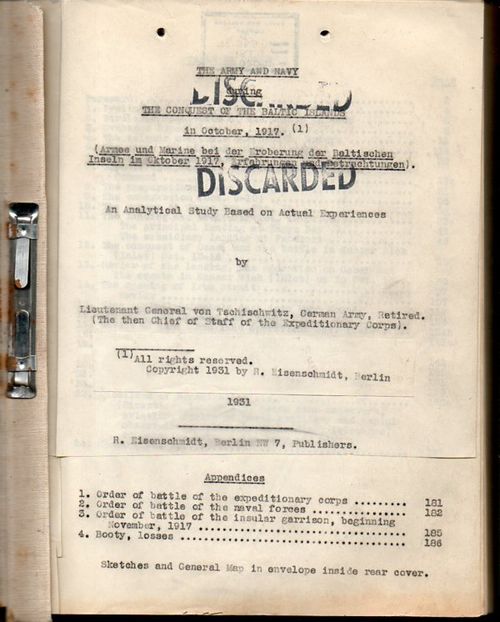 THE ARMY AND NAVY
during
DISCARDED
THE CONQUEST OF THE BALTIC ISLANDS
in October, 1917. (1)
(Armee und Marine bei der Eroberung der Baltischen
Inseln im Oktober 1917, Erfahrungen und Betrachtungen).
DISCARDED
An Analytical Study Based on Actual Experiences
by
Lieutenant General von Tschischwitz, German Army, Retired.
(The then Chief of Staff of the Expeditionary Corps).
(1) All rights reserved.
Copyright 1931 by R. Eisenschmidt, Berlin
1931
R. Eisenschmidt, Berlin NW 7, Publishers.
Appendices
1. Order of battle of the expeditionary corps ......... 181
2. Order of battle of the naval forces ................ 182
3. Order of battle of the insular garrison, beginning
November, 1917 ..................................... 185
4. Booty, losses ....................................... 186
Sketches and General Map in envelope inside rear cover.